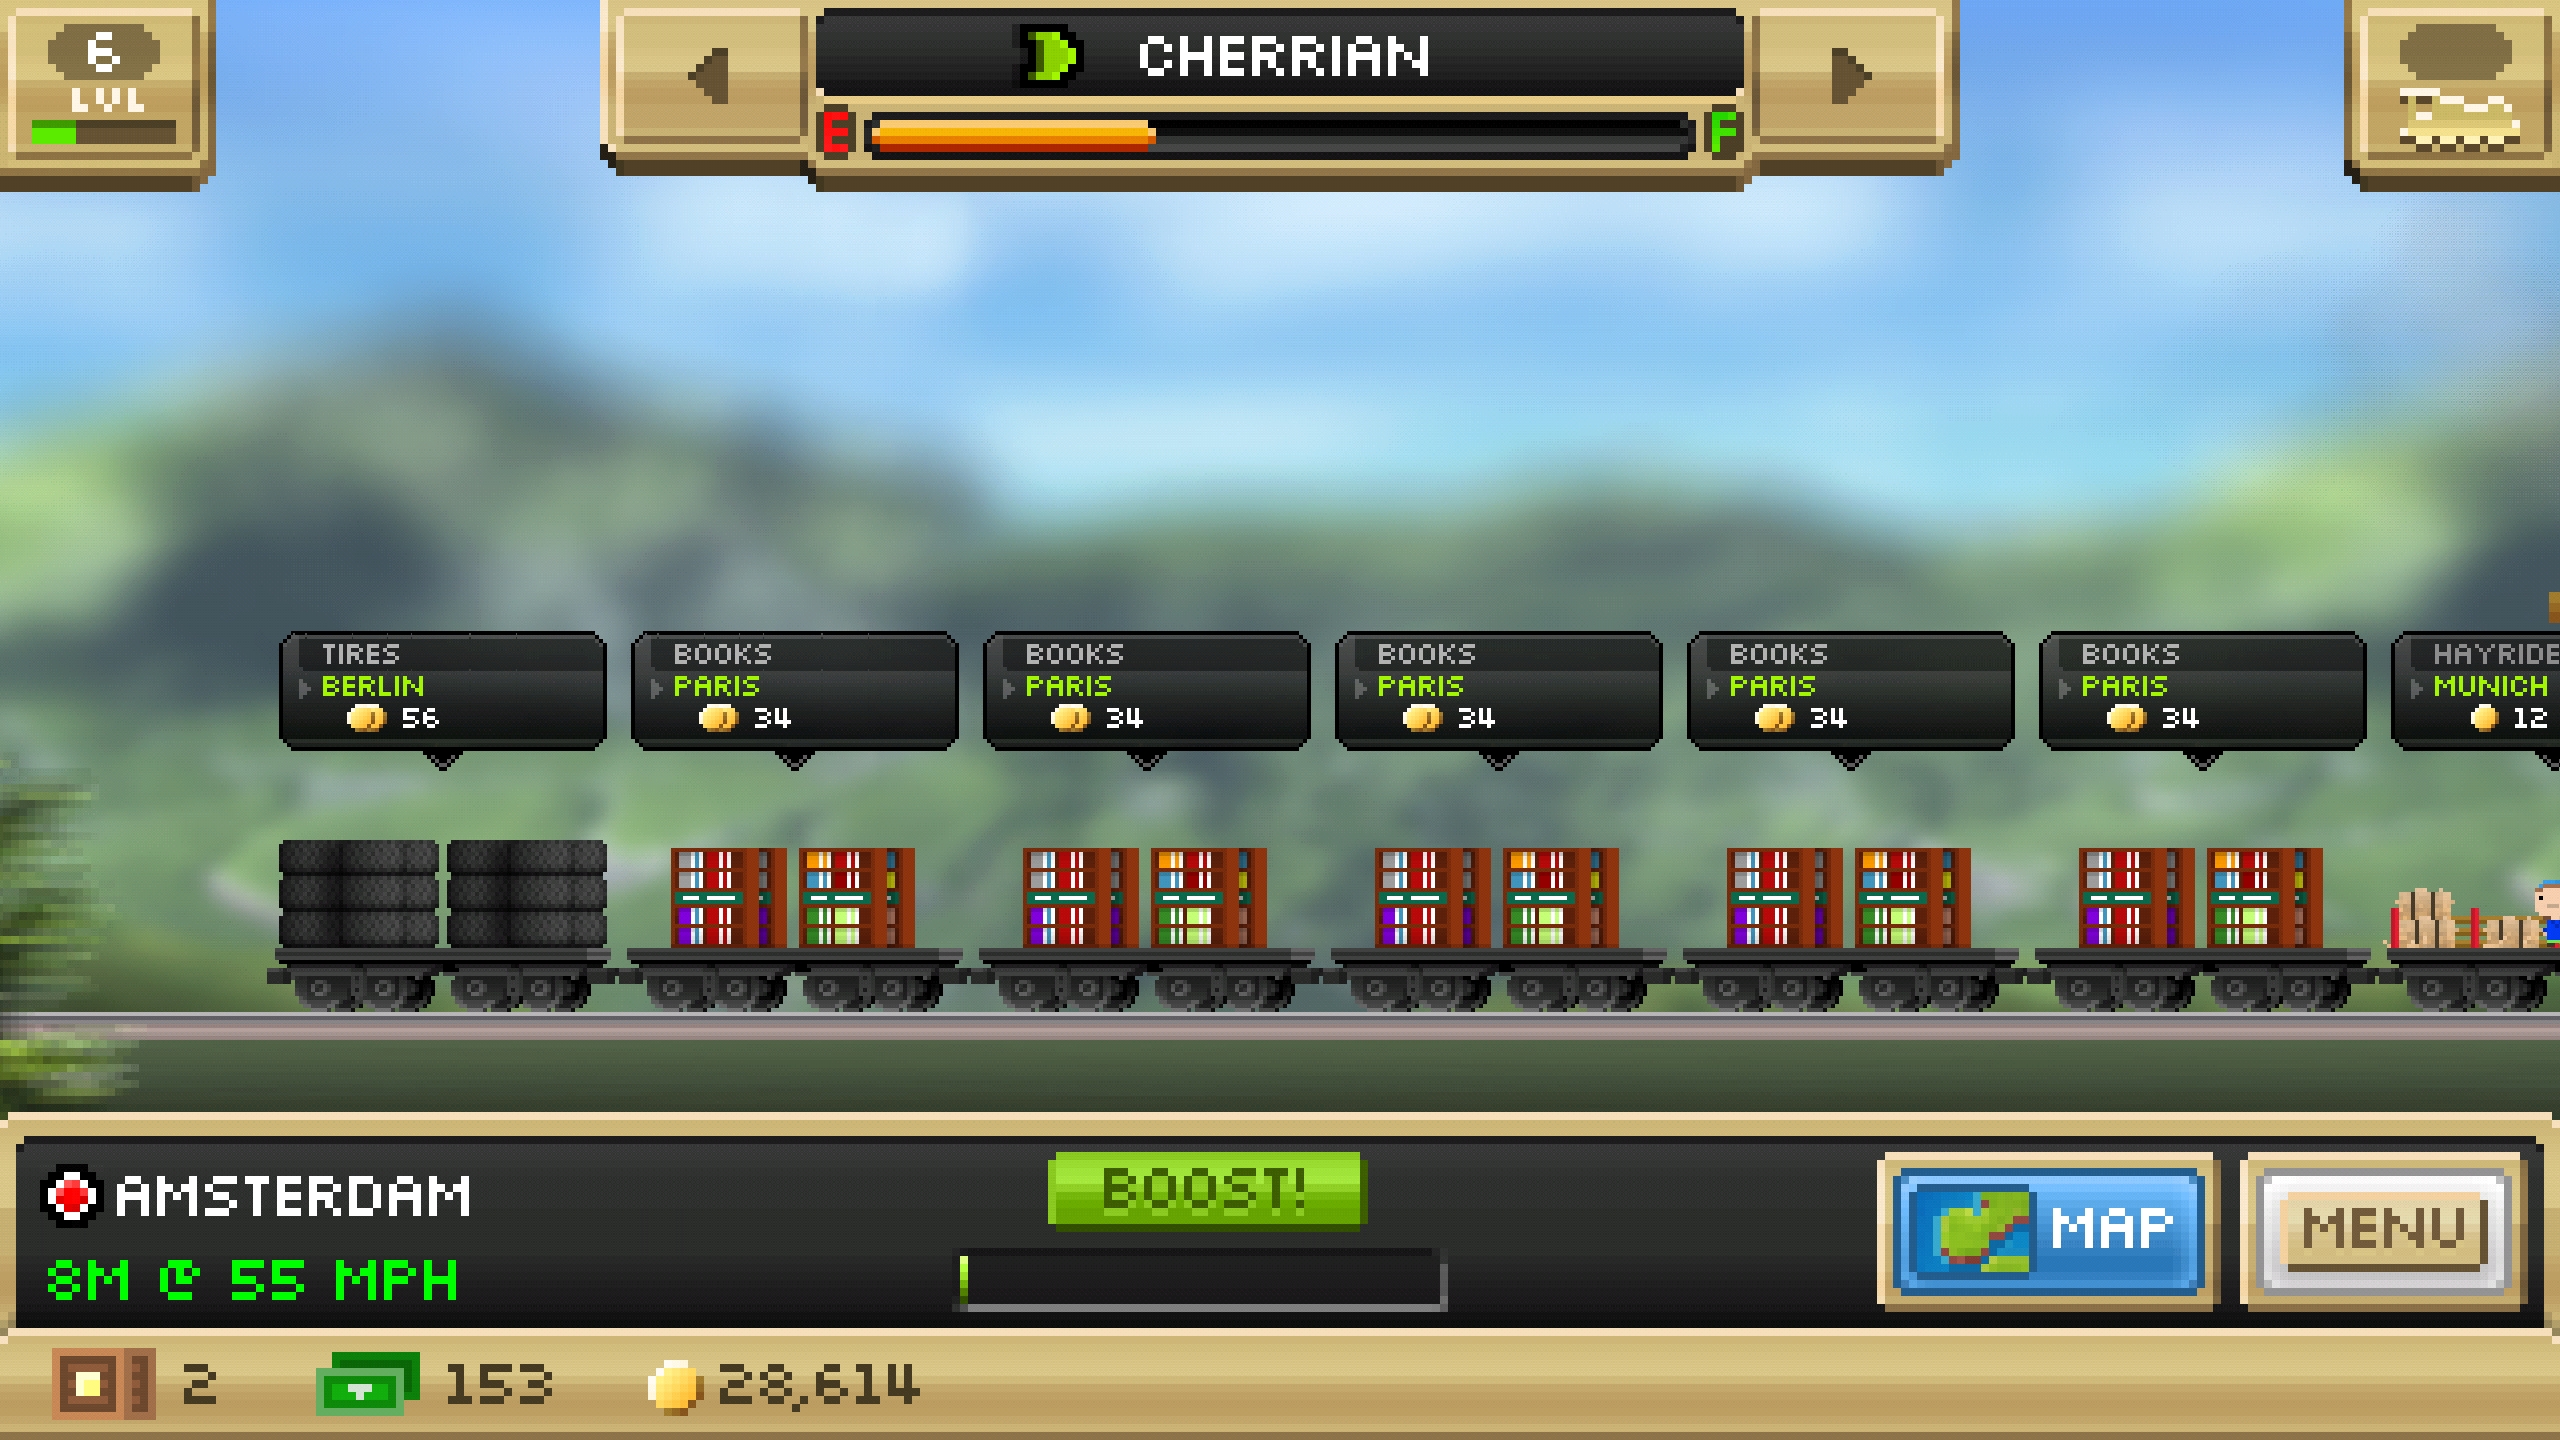 6
LVL
CHERRIAN
E F
TIRES
BERLIN
56
BOOKS
PARIS
34
BOOKS
PARIS
34
BOOKS
PARIS
34
BOOKS
PARIS
34
BOOKS
PARIS
34
HAYRIDE
MUNICH
12
AMSTERDAM
8M @ 55 MPH
BOOST!
MAP
MENU
2
153
28,614